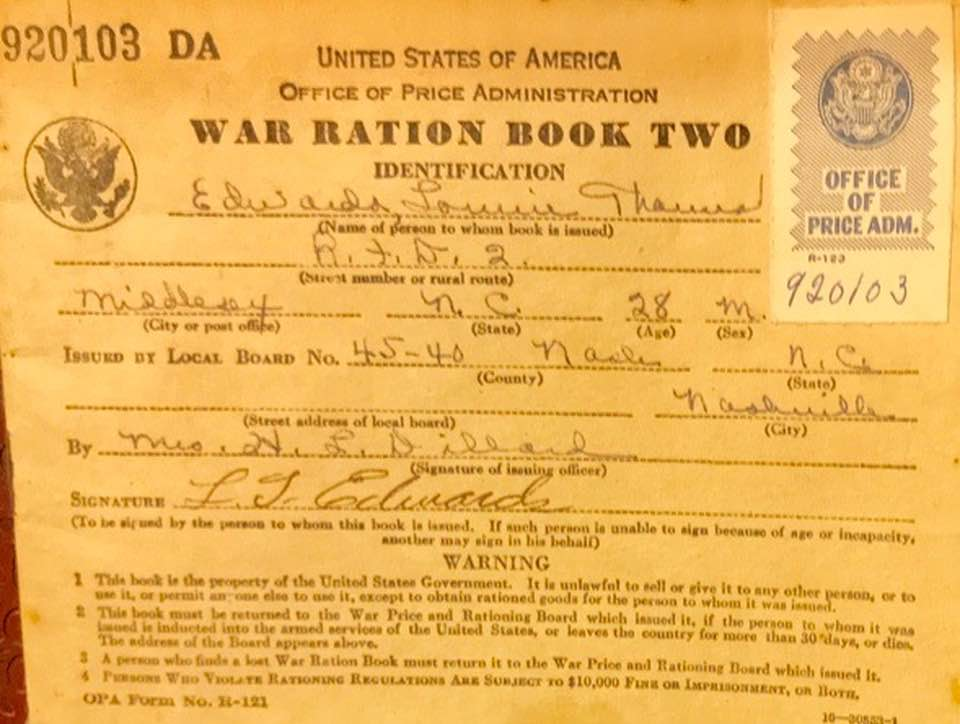 920103 DA
UNITED STATES OF AMERICA
OFFICE OF PRICE ADMINISTRATION
WAR RATION BOOK TWO
IDENTIFICATION
OFFICE
OF
PRICE ADM.
R-123
920103
Edwards, Lonnie Thomas
(Name of person to whom book is issued)
R.F.D. 2.
(Street number or rural route)
Middlesex N. C. 28 M.
(City or post office) (State) (Age) (Sex)
ISSUED BY LOCAL BOARD NO. 45-40 Nash N. C.
(County) (State)
Nashville
(Street address of local board) (City)
By Mrs. H. L. Dillard
(Signature of issuing officer)
SIGNATURE L T Edwards
(To be signed by the person to whom this book is issued. If such person is unable to sign because of age or incapacity,
another may sign in his behalf)
WARNING
1 This book is the property of the United States Government. It is unlawful to sell or give it to any other person, or to
use it, or permit anyone else to use it, except to obtain rationed goods for the person to whom it was issued.
2 This book must be returned to the War Price and Rationing Board which issued it, if the person to whom it was
issued is inducted into the armed services of the United States, or leaves the country for more than 30 days, or dies.
The address of the Board appears above.
3 A person who finds a lost War Ration Book must return it to the War Price and Rationing Board which issued it.
4 PERSONS WHO VIOLATE RATIONING REGULATIONS ARE SUBJECT TO $10,000 FINE OR IMPRISONMENT, OR BOTH.
OPA Form No. R-121
16-30853-1